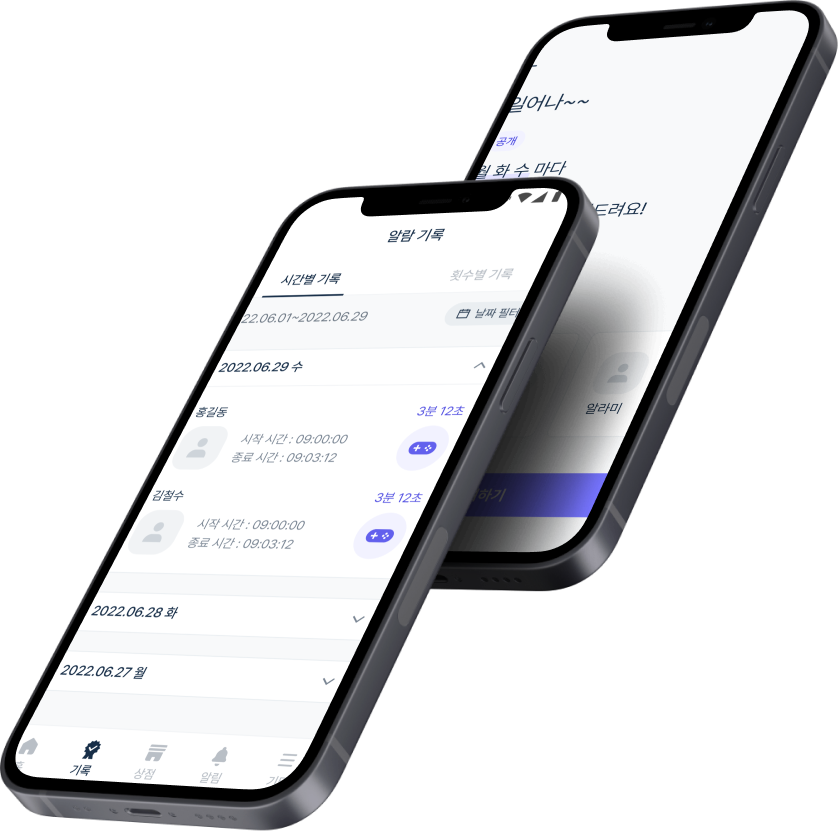 일어나~~
공개
월 화 수 마다
드려요!
알라미
하기
알람 기록
시간별 기록
횟수별 기록
22.06.01~2022.06.29
날짜 필터
2022.06.29 수
홍길동
3분 12초
시작 시간 : 09:00:00
종료 시간 : 09:03:12
김철수
3분 12초
시작 시간 : 09:00:00
종료 시간 : 09:03:12
2022.06.28 화
2022.06.27 월
홈 기록 상점 알림